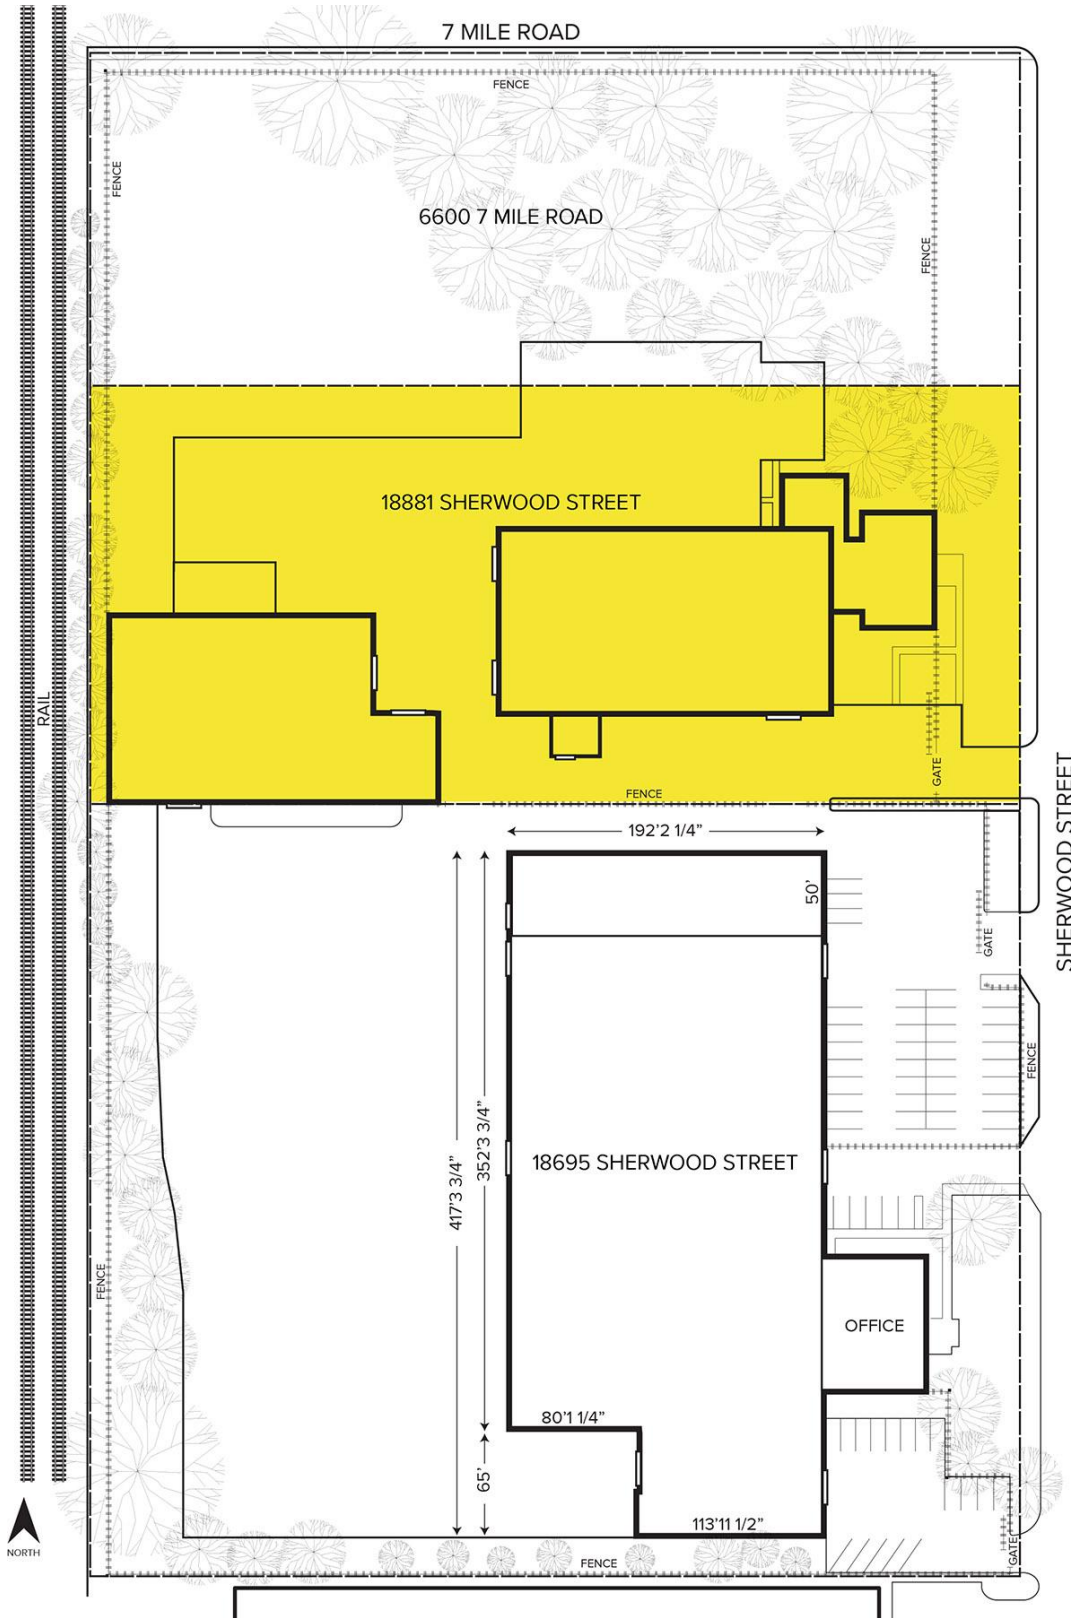 7 MILE ROAD
FENCE
FENCE
6600 7 MILE ROAD
FENCE
18881 SHERWOOD STREET
RAIL
GATE
FENCE
SHERWOOD STREET
192'2 1/4”
50'
GATE
417'3 3/4”
352'3 3/4”
FENCE
18695 SHERWOOD STREET
FENCE
OFFICE
80'1 1/4”
65'
113'11 1/2”
NORTH
FENCE
GATE